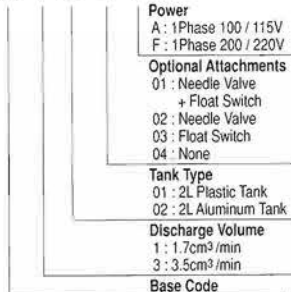 Power
A : 1Phase 100 / 115V
F : 1Phase 200 / 220V
Optional Attachments
01 : Needle Valve
+ Float Switch
02 : Needle Valve
03 : Float Switch
04 : None
Tank Type
01 : 2L Plastic Tank
02 : 2L Aluminum Tank
Discharge Volume
1 : 1.7cm³ /min
3 : 3.5cm³ /min
Base Code